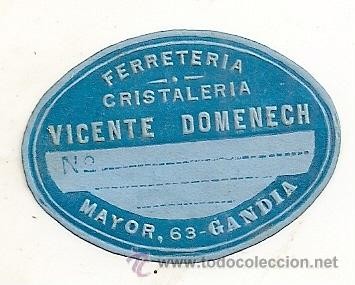 FERRETERIA
CRISTALERIA
VICENTE DOMENECH
No
MAYOR, 63-GANDIA
www.todocoleccion.net